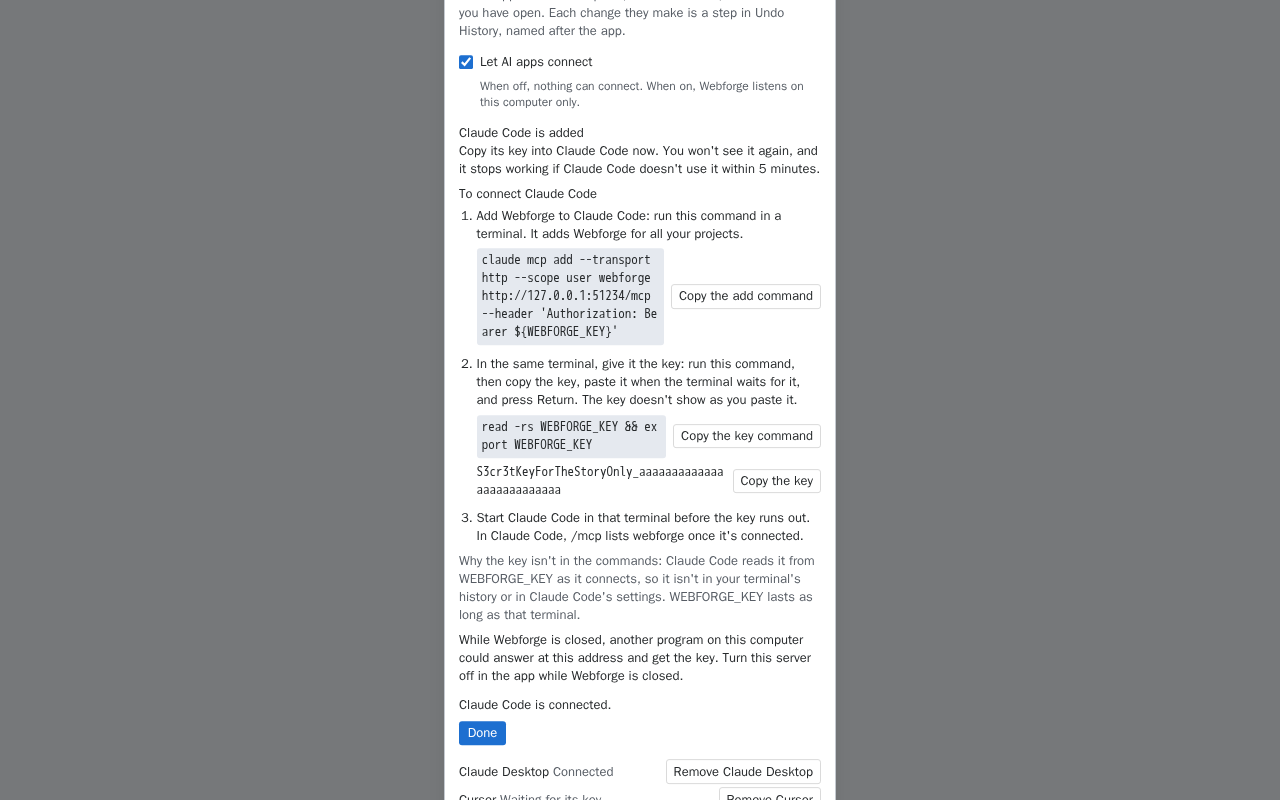 you have open. Each change they make is a step in Undo
History, named after the app.
Let AI apps connect
When off, nothing can connect. When on, Webforge listens on
this computer only.
Claude Code is added
Copy its key into Claude Code now. You won't see it again, and
it stops working if Claude Code doesn't use it within 5 minutes.
To connect Claude Code
1. Add Webforge to Claude Code: run this command in a
terminal. It adds Webforge for all your projects.
claude mcp add --transport
http --scope user webforge
http://127.0.0.1:51234/mcp
--header 'Authorization: Be
arer ${WEBFORGE_KEY}'
Copy the add command
2. In the same terminal, give it the key: run this command,
then copy the key, paste it when the terminal waits for it,
and press Return. The key doesn't show as you paste it.
read -rs WEBFORGE_KEY && ex
port WEBFORGE_KEY
Copy the key command
S3cr3tKeyForTheStoryOnly_aaaaaaaaaaaaa
aaaaaaaaaaaaa
Copy the key
3. Start Claude Code in that terminal before the key runs out.
In Claude Code, /mcp lists webforge once it's connected.
Why the key isn't in the commands: Claude Code reads it from
WEBFORGE_KEY as it connects, so it isn't in your terminal's
history or in Claude Code's settings. WEBFORGE_KEY lasts as
long as that terminal.
While Webforge is closed, another program on this computer
could answer at this address and get the key. Turn this server
off in the app while Webforge is closed.
Claude Code is connected.
Done
Claude Desktop Connected Remove Claude Desktop
Cursor Waiting for its key Remove Cursor